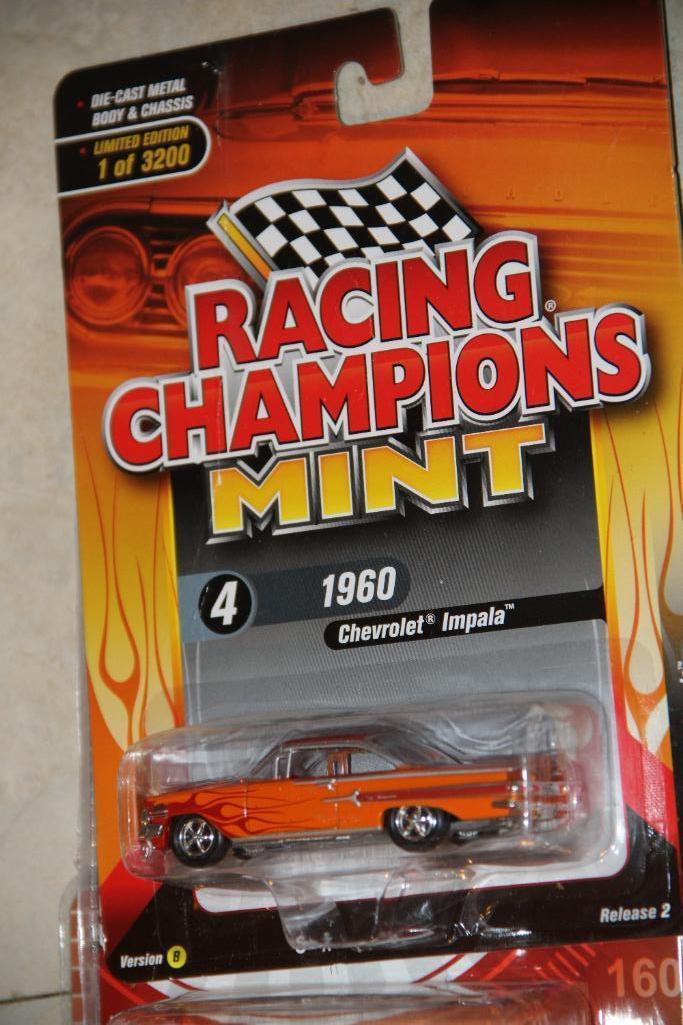 • DIE-CAST METAL
BODY & CHASSIS
• LIMITED EDITION
1 of 3200
RACING
CHAMPIONS®
MINT
4
1960
Chevrolet® Impala™
Release 2
Version B
160